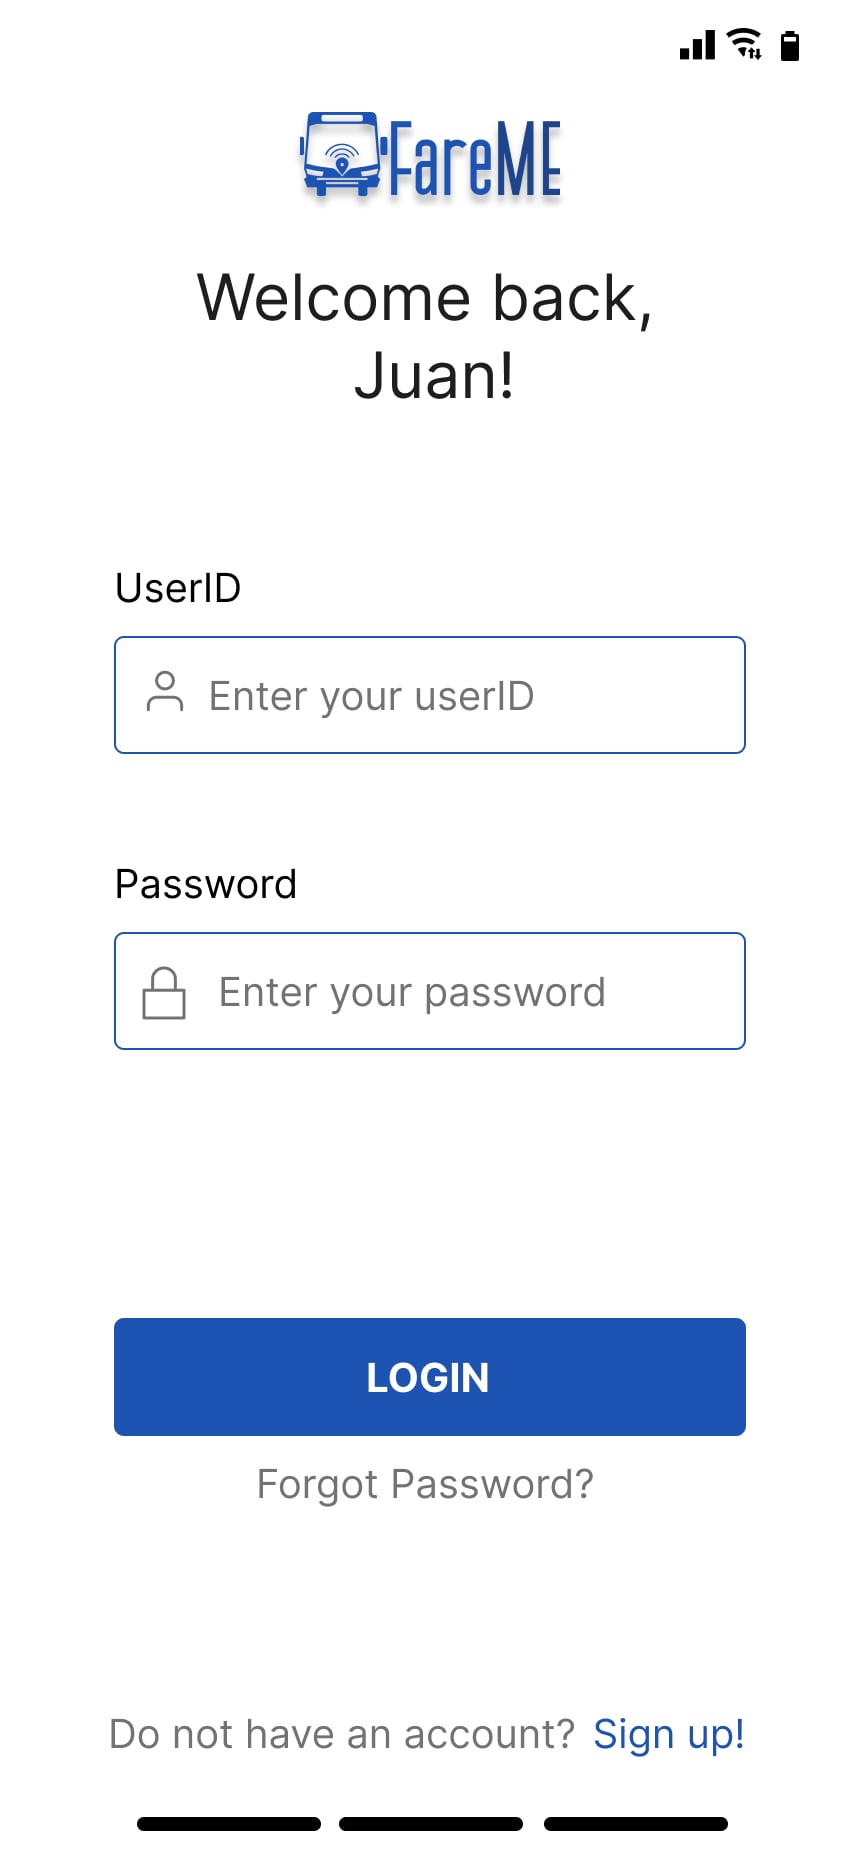 FareME
Welcome back,
Juan!
UserID
Enter your userID
Password
Enter your password
LOGIN
Forgot Password?
Do not have an account? Sign up!